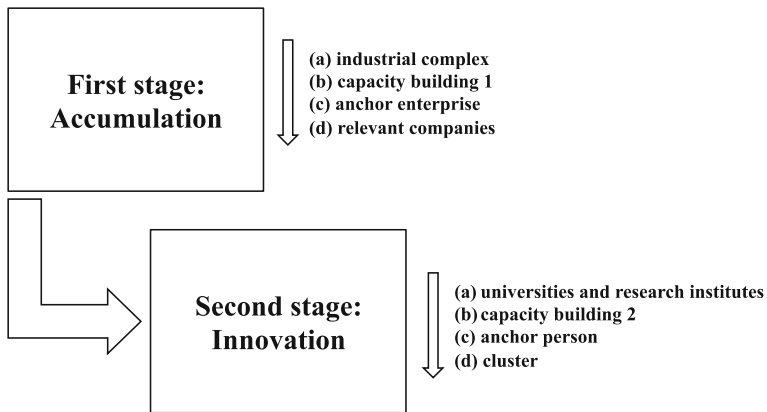 First stage:
Accumulation
(a) industrial complex
(b) capacity building 1
(c) anchor enterprise
(d) relevant companies
Second stage:
Innovation
(a) universities and research institutes
(b) capacity building 2
(c) anchor person
(d) cluster